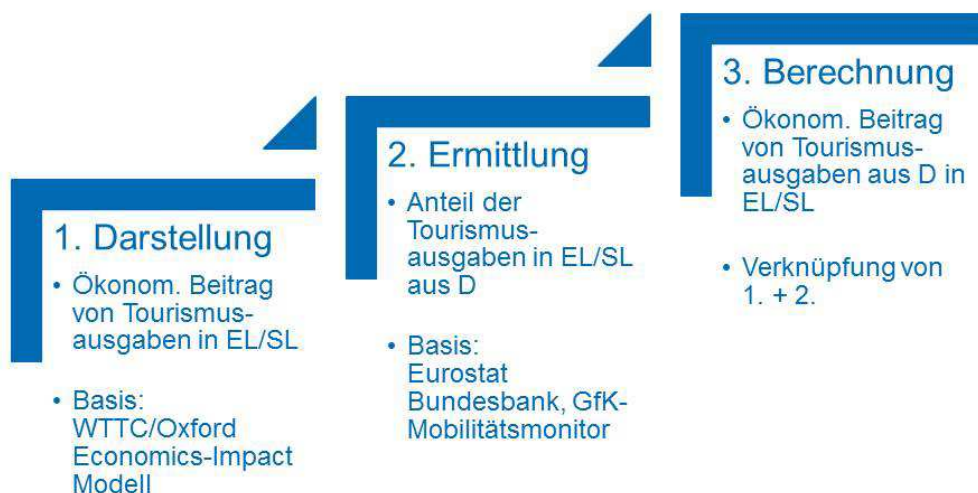 1. Darstellung
• Ökonom. Beitrag
von Tourismus-
ausgaben in EL/SL
• Basis:
WTTC/Oxford
Economics-Impact
Modell
2. Ermittlung
• Anteil der
Tourismus-
ausgaben in EL/SL
aus D
• Basis:
Eurostat
Bundesbank, GfK-
Mobilitätsmonitor
3. Berechnung
• Ökonom. Beitrag
von Tourismus-
ausgaben aus D in
EL/SL
• Verknüpfung von
1. + 2.